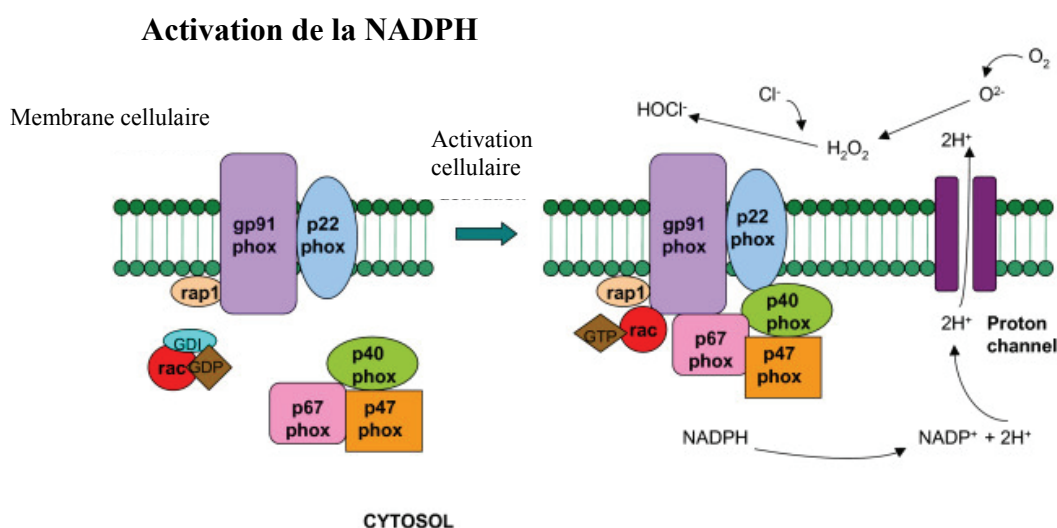 Activation de la NADPH
Membrane cellulaire
Activation
cellulaire
gp91
phox
p22
phox
rap1
GDI
rac
GDP
p40
phox
p67
phox
p47
phox
CYTOSOL
O₂
O²⁻
Cl⁻
HOCl⁻
H₂O₂
2H⁺
gp91
phox
p22
phox
rap1
GTP
rac
p40
phox
p67
phox
p47
phox
2H⁺
Proton
channel
NADPH
NADP⁺ + 2H⁺